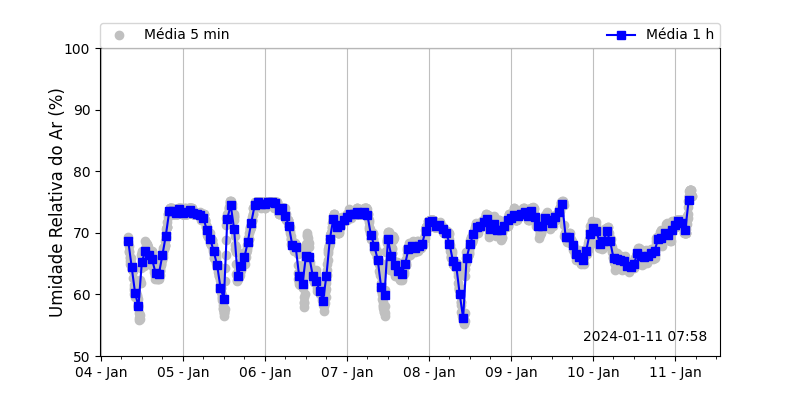 Média 5 min
Média 1 h
Umidade Relativa do Ar (%)
100
90
80
70
60
50
2024-01-11 07:58
04 - Jan
05 - Jan
06 - Jan
07 - Jan
08 - Jan
09 - Jan
10 - Jan
11 - Jan